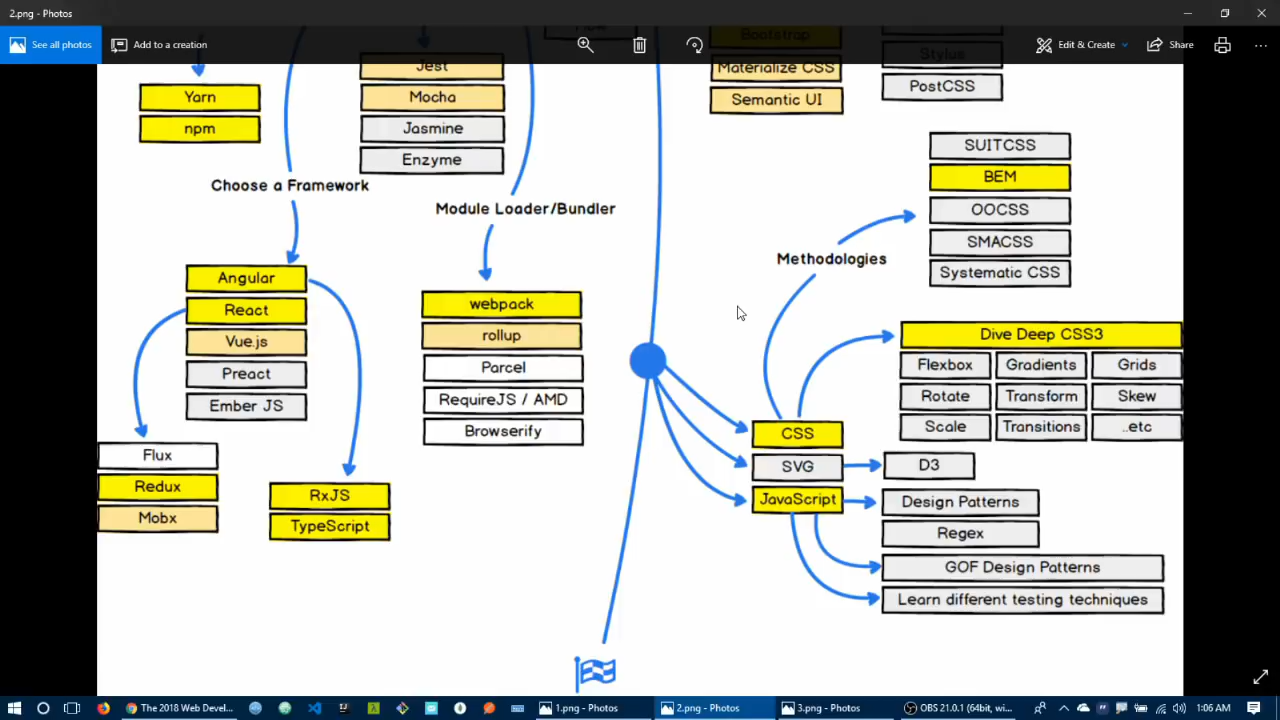 2.png - Photos
See all photos
Add to a creation
Edit & Create
Share
Bootstrap
Stylus
Jest
Materialize CSS
PostCSS
Yarn
Mocha
Semantic UI
npm
Jasmine
Enzyme
SUITCSS
BEM
OOCSS
SMACSS
Systematic CSS
Choose a Framework
Module Loader/Bundler
Methodologies
Angular
React
Vue.js
Preact
Ember JS
webpack
rollup
Parcel
RequireJS / AMD
Browserify
Dive Deep CSS3
Flexbox Gradients Grids
Rotate Transform Skew
Scale Transitions ..etc
Flux
Redux
Mobx
RxJS
TypeScript
CSS
SVG
JavaScript
D3
Design Patterns
Regex
GOF Design Patterns
Learn different testing techniques
The 2018 Web Devel...
1.png - Photos
2.png - Photos
3.png - Photos
OBS 21.0.1 (64bit, wi...
1:06 AM